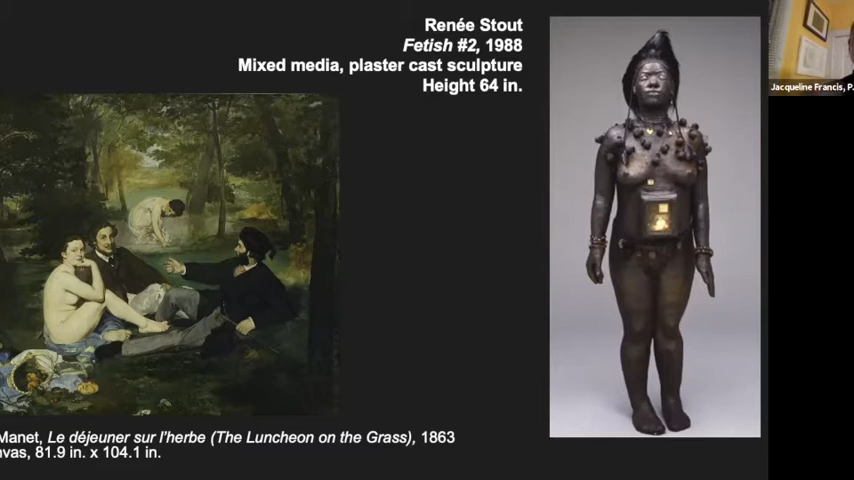 Renée Stout
Fetish #2, 1988
Mixed media, plaster cast sculpture
Height 64 in.
Jacqueline Francis, P.
Manet, Le déjeuner sur l'herbe (The Luncheon on the Grass), 1863
nvas, 81.9 in. x 104.1 in.